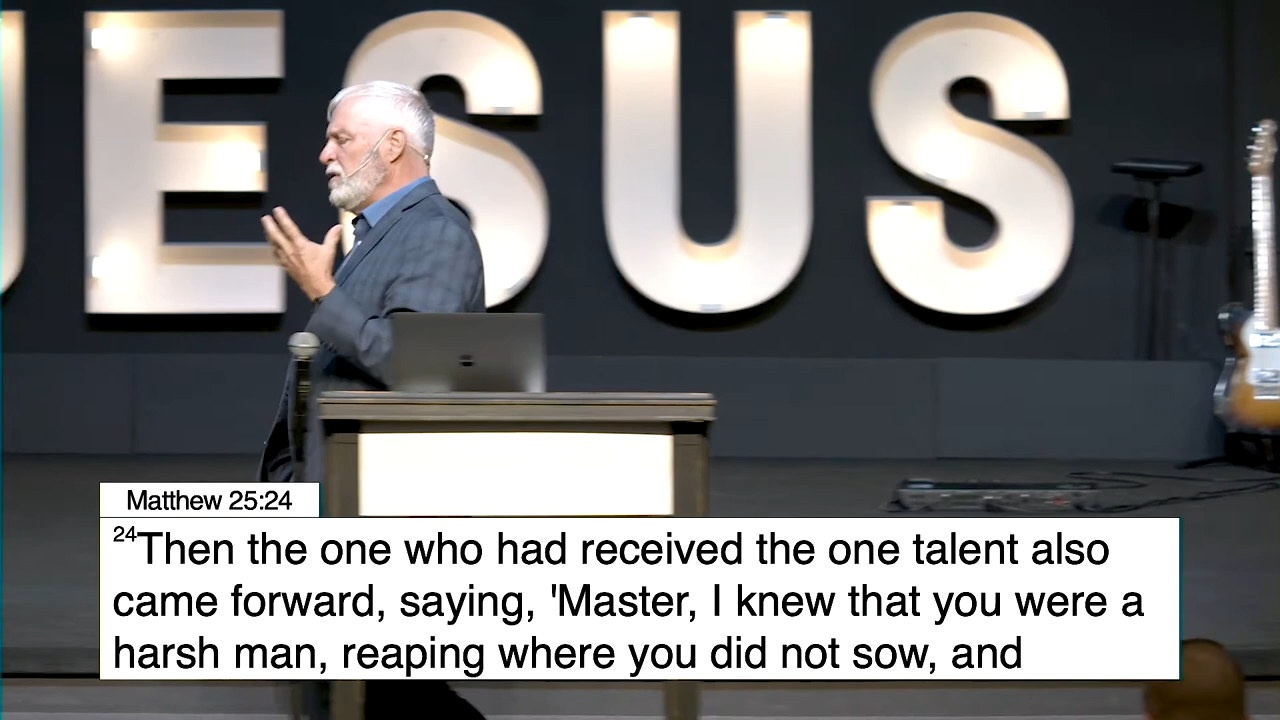 JESUS
Matthew 25:24
24Then the one who had received the one talent also
came forward, saying, 'Master, I knew that you were a
harsh man, reaping where you did not sow, and